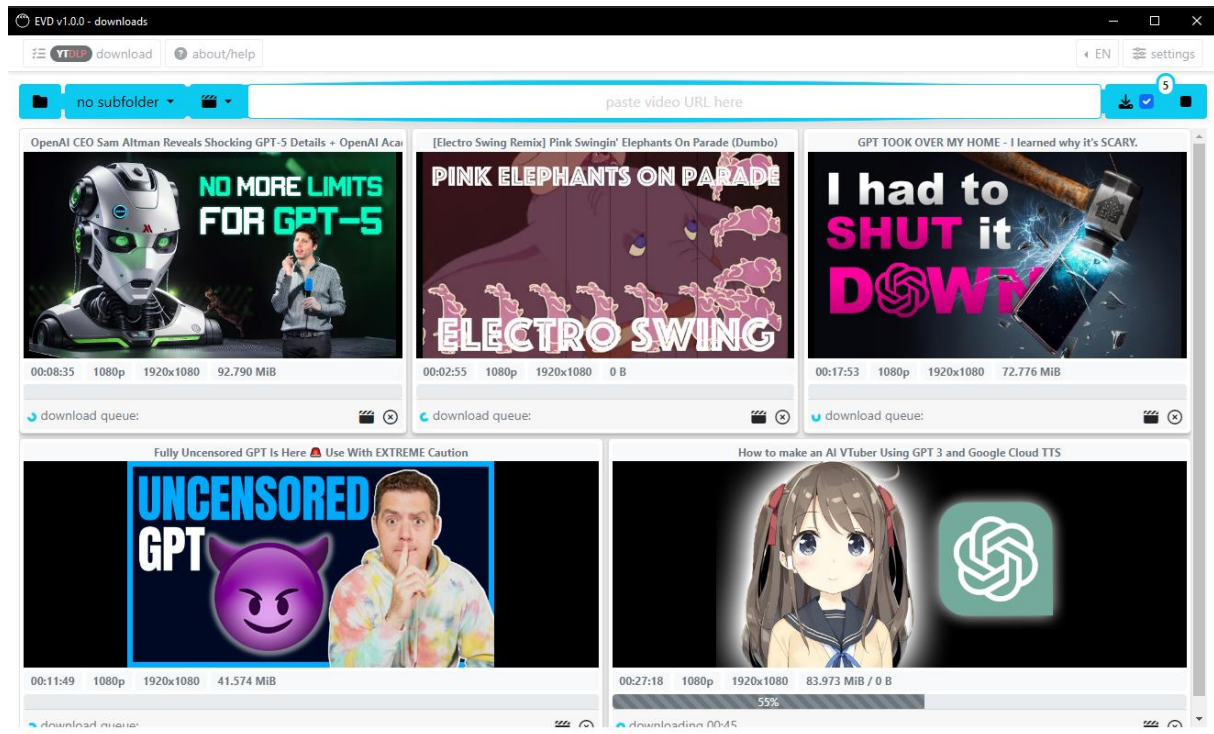 EVD v1.0.0 - downloads
YTDLP download
about/help
EN
settings
no subfolder
paste video URL here
5
OpenAI CEO Sam Altman Reveals Shocking GPT-5 Details + OpenAI Aca
[Electro Swing Remix] Pink Swingin' Elephants On Parade (Dumbo)
GPT TOOK OVER MY HOME - I learned why it's SCARY.
NO MORE LIMITS
FOR GPT-5
PINK ELEPHANTS ON PARADE
ELECTRO SWING
I had to
SHUT it
DOWN
00:08:35 1080p 1920x1080 92.790 MiB
00:02:55 1080p 1920x1080 0 B
00:17:53 1080p 1920x1080 72.776 MiB
download queue:
download queue:
download queue:
Fully Uncensored GPT Is Here 🚨 Use With EXTREME Caution
How to make an AI VTuber Using GPT 3 and Google Cloud TTS
UNCENSORED
GPT
00:11:49 1080p 1920x1080 41.574 MiB
00:27:18 1080p 1920x1080 83.973 MiB / 0 B
55%
download queue:
downloading 00:45